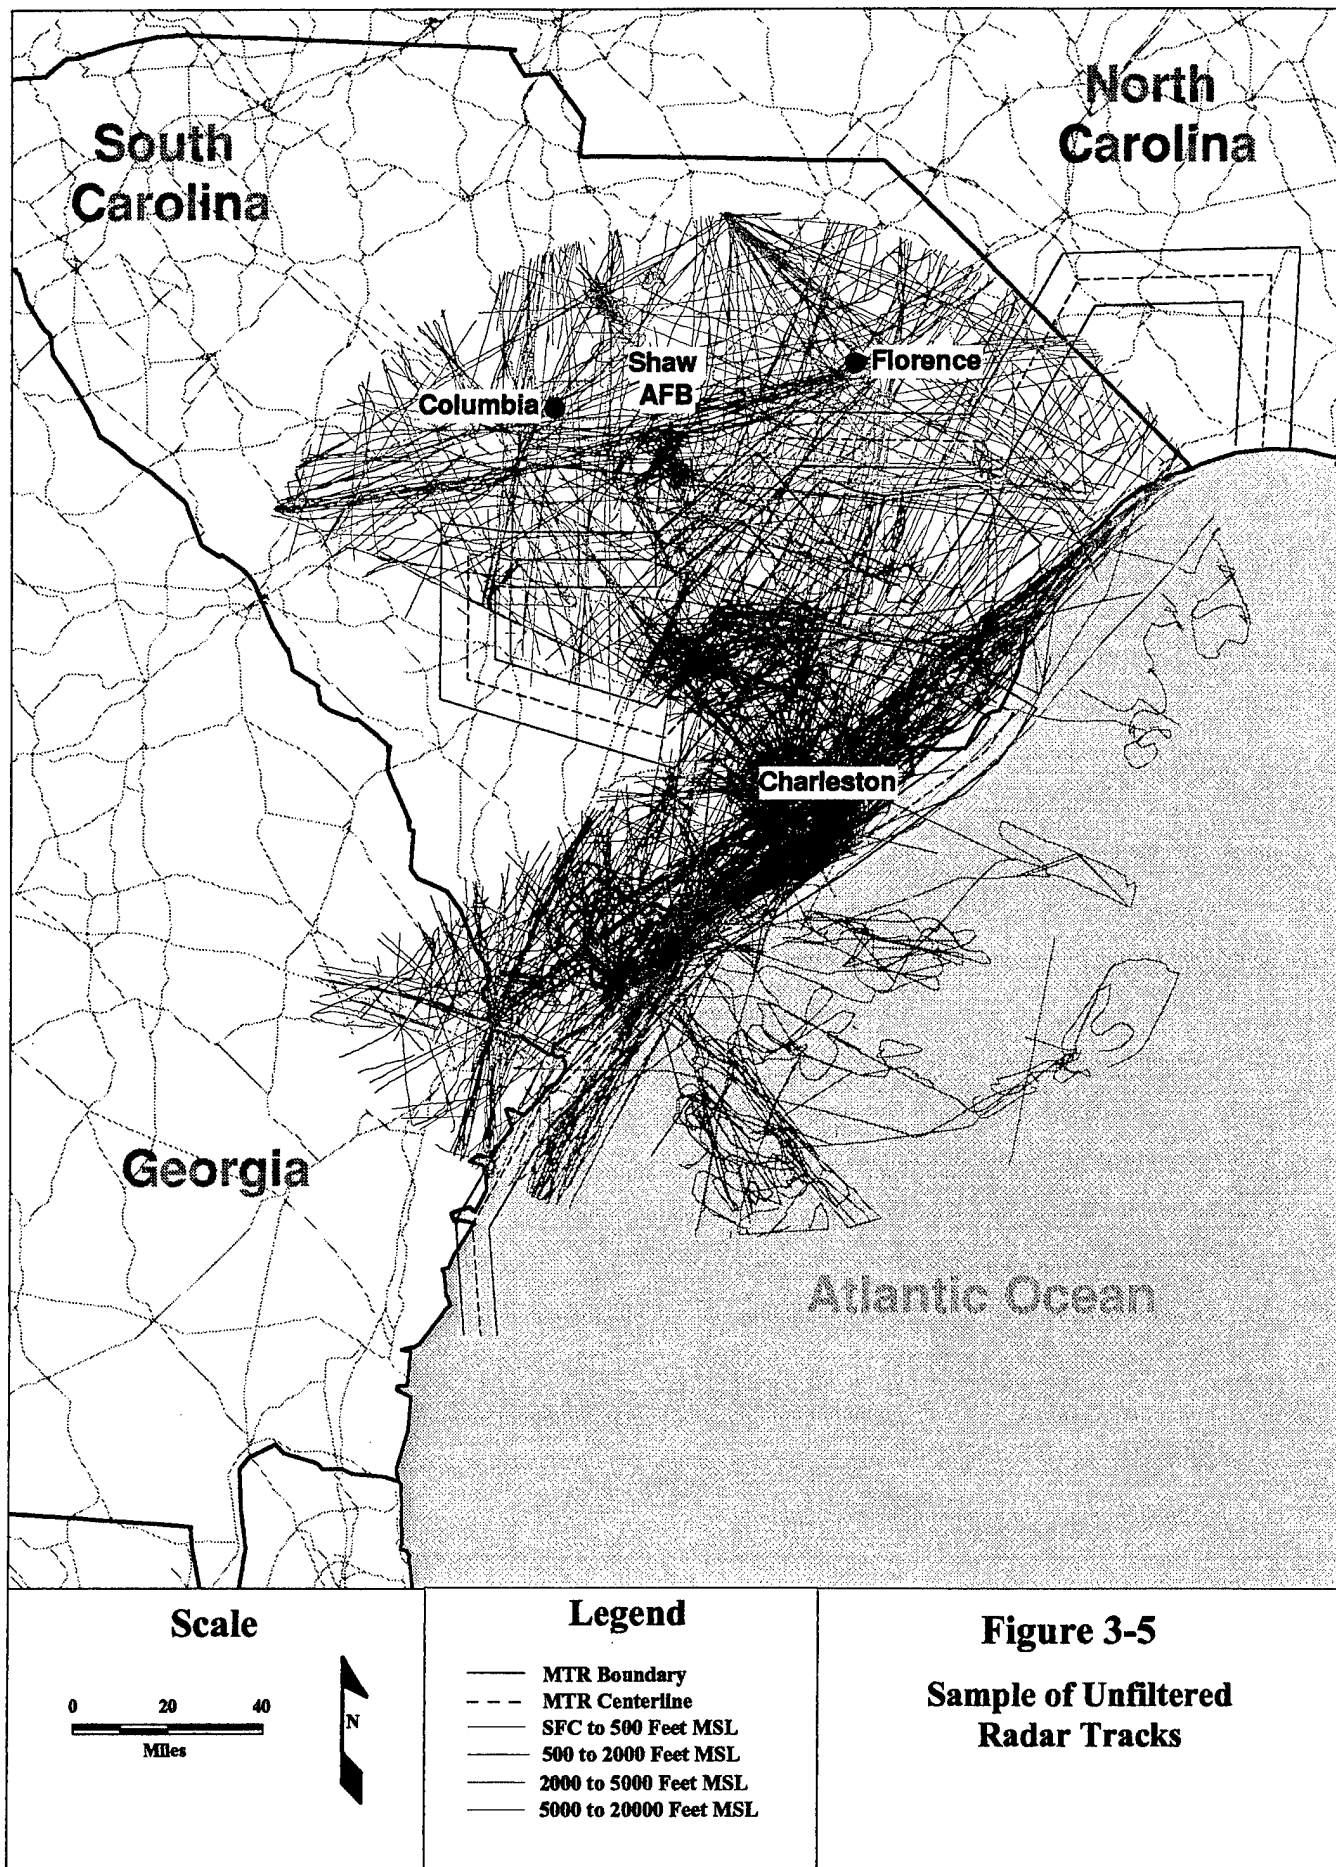 North
Carolina
South
Carolina
Shaw
AFB
Florence
Columbia
Charleston
Georgia
Atlantic Ocean
Scale
0 20 40
Miles
N
Legend
MTR Boundary
MTR Centerline
SFC to 500 Feet MSL
500 to 2000 Feet MSL
2000 to 5000 Feet MSL
5000 to 20000 Feet MSL
Figure 3-5
Sample of Unfiltered
Radar Tracks